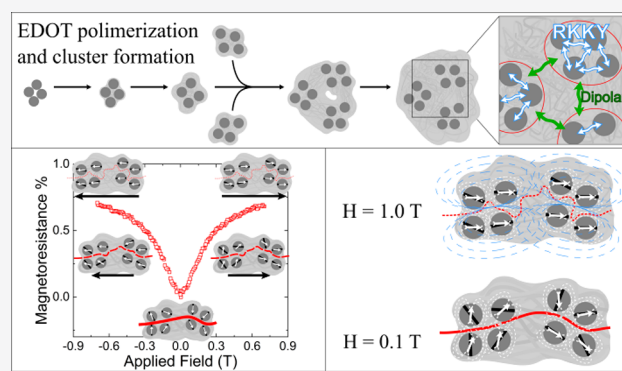 EDOT polimerization
and cluster formation
RKKY
Dipolar
Magnetoresistance %
1.0
0.5
0.0
-0.9 -0.6 -0.3 0.0 0.3 0.6 0.9
Applied Field (T)
H = 1.0 T
H = 0.1 T